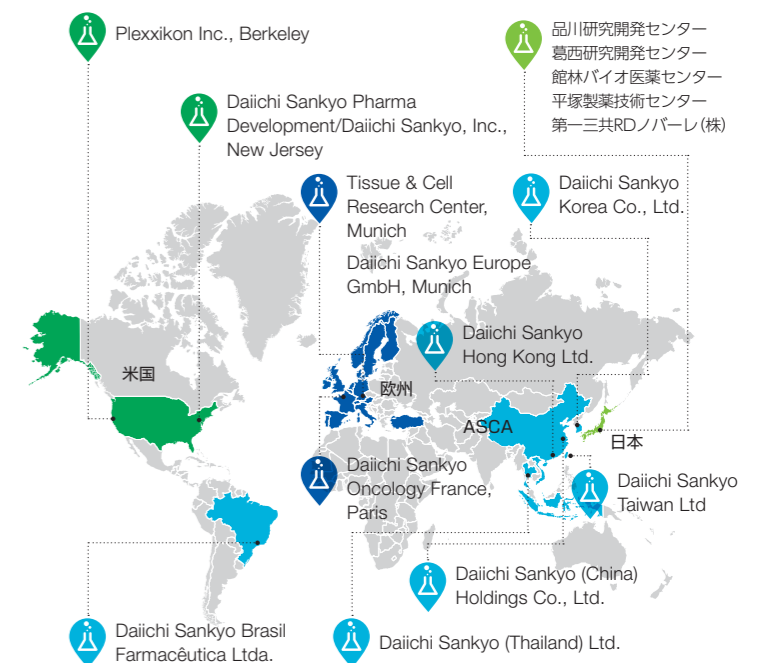 Plexxikon Inc., Berkeley
品川研究開発センター
葛西研究開発センター
館林バイオ医薬センター
平塚製薬技術センター
第一三共RDノバーレ(株)
Daiichi Sankyo Pharma
Development/Daiichi Sankyo, Inc.,
New Jersey
Tissue & Cell
Research Center,
Munich
Daiichi Sankyo Europe
GmbH, Munich
Daiichi Sankyo
Korea Co., Ltd.
Daiichi Sankyo
Hong Kong Ltd.
米国
欧州
ASCA
日本
Daiichi Sankyo
Oncology France,
Paris
Daiichi Sankyo
Taiwan Ltd
Daiichi Sankyo (China)
Holdings Co., Ltd.
Daiichi Sankyo Brasil
Farmacêutica Ltda.
Daiichi Sankyo (Thailand) Ltd.